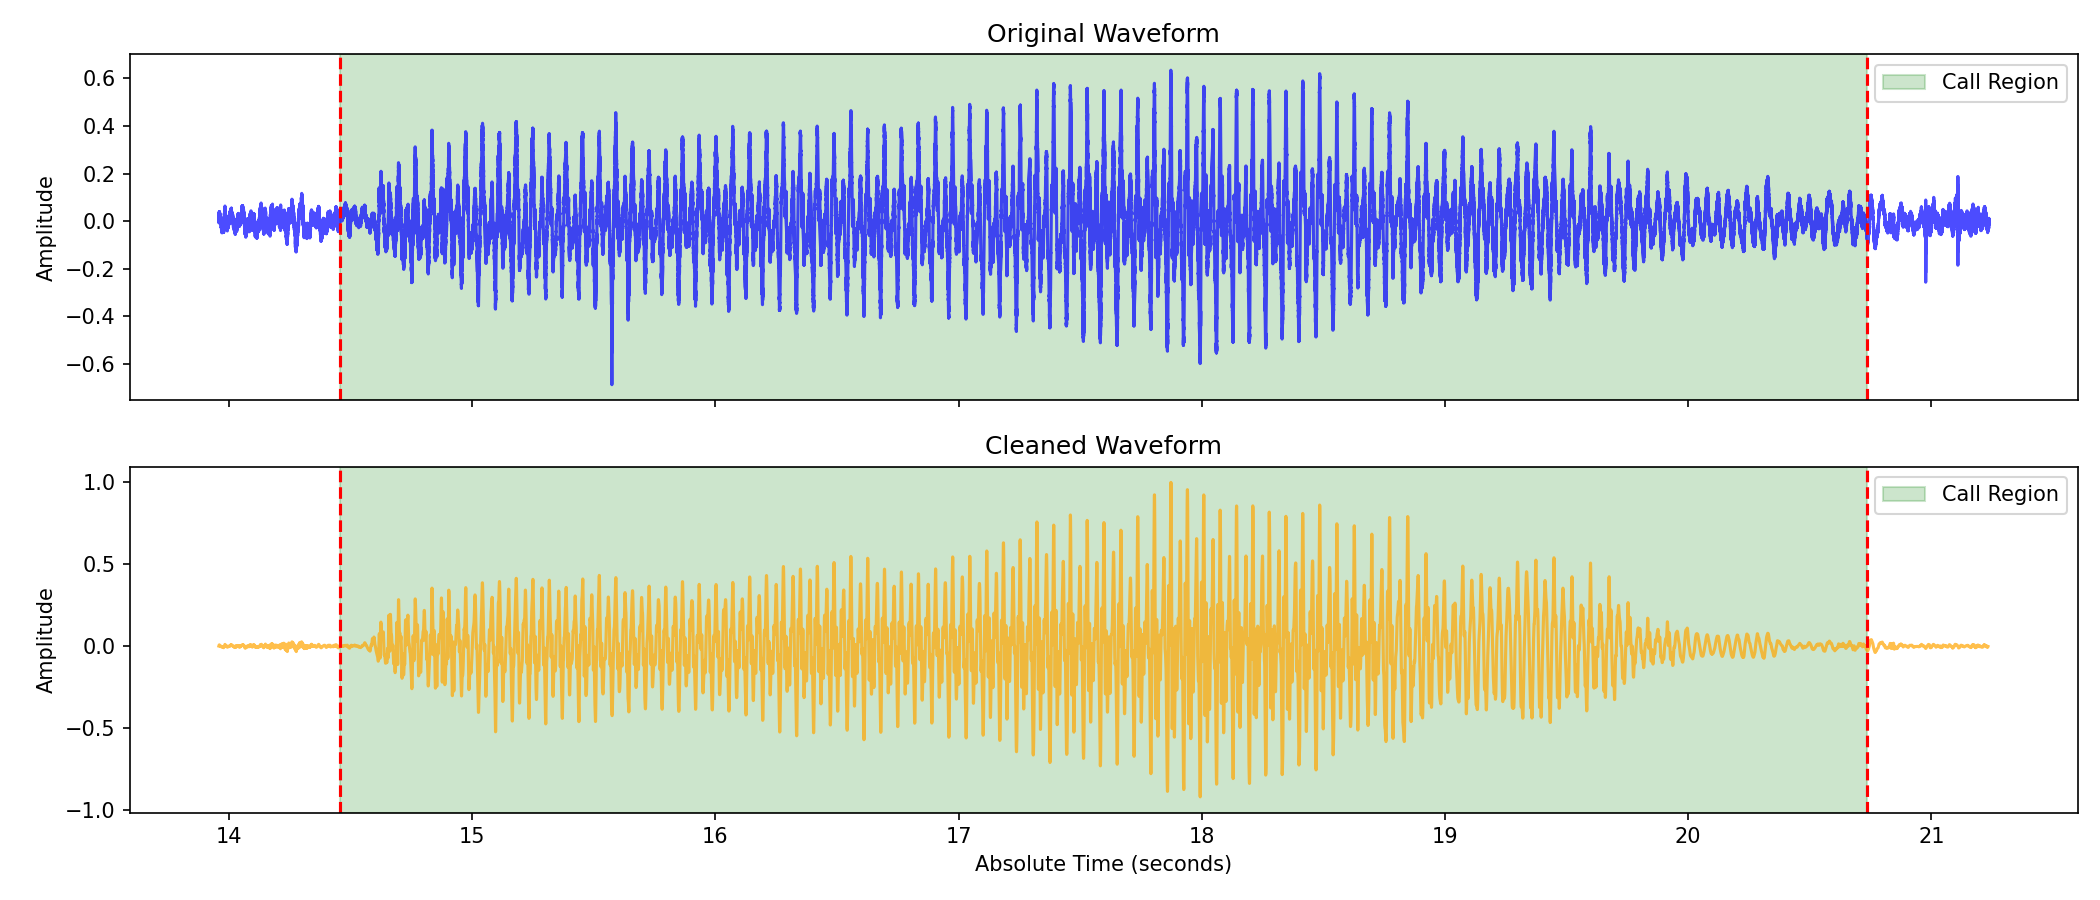 Original Waveform
Call Region
Amplitude
0.6
0.4
0.2
0.0
−0.2
−0.4
−0.6
Cleaned Waveform
Call Region
Amplitude
1.0
0.5
0.0
−0.5
−1.0
14 15 16 17 18 19 20 21
Absolute Time (seconds)